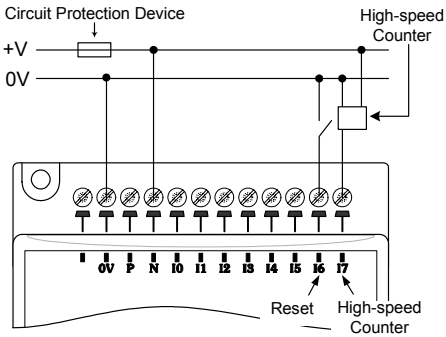 Circuit Protection Device
High-speed
Counter
+V
0V
0V P N I0 I1 I2 I3 I4 I5 I6 I7
Reset
High-speed
Counter